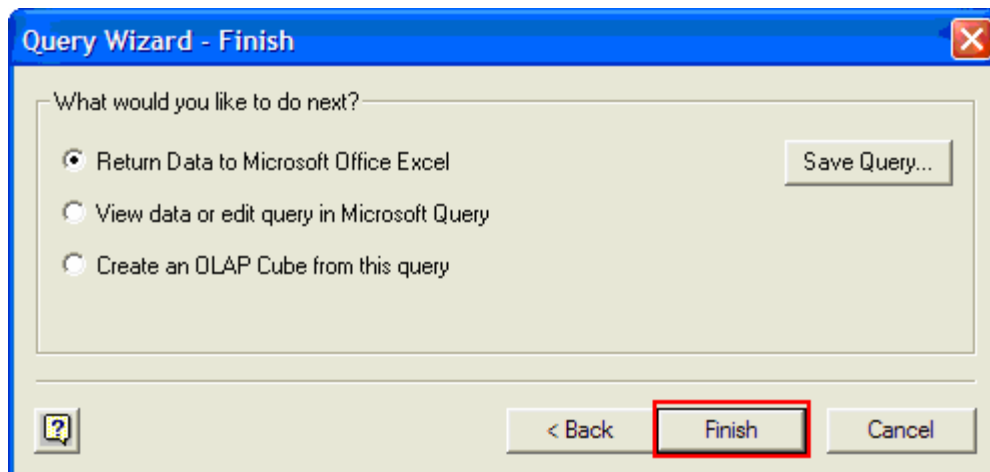 Query Wizard - Finish
What would you like to do next?
Return Data to Microsoft Office Excel
Save Query...
View data or edit query in Microsoft Query
Create an OLAP Cube from this query
< Back
Finish
Cancel